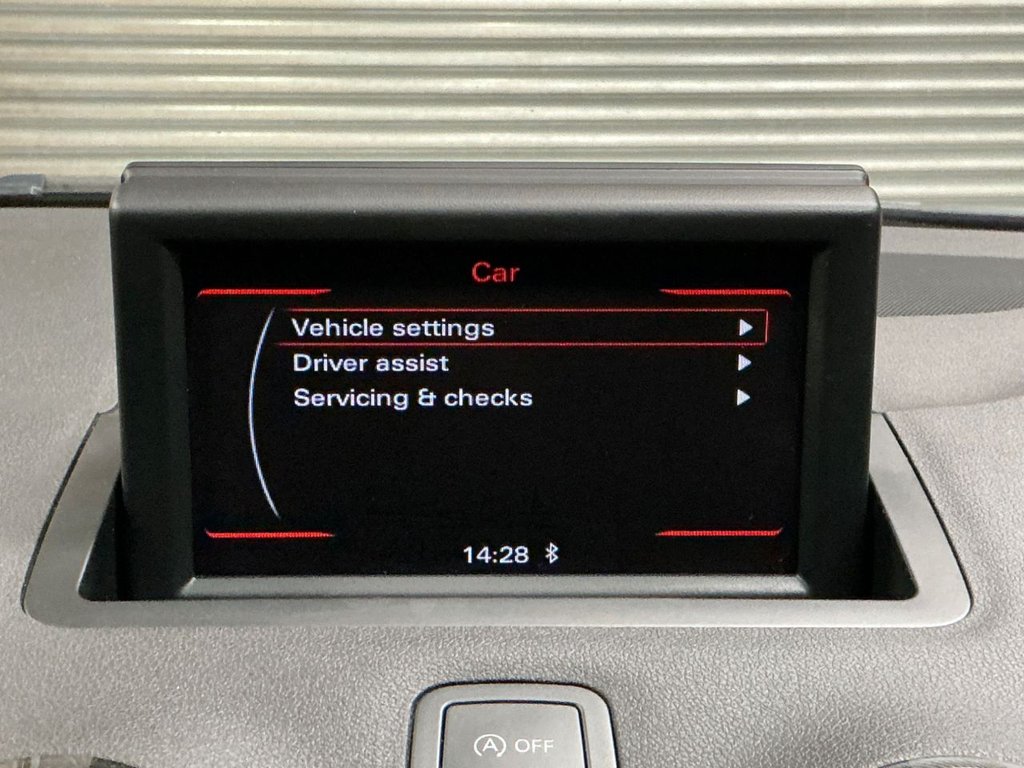 Car
Vehicle settings
Driver assist
Servicing & checks
14:28
A OFF